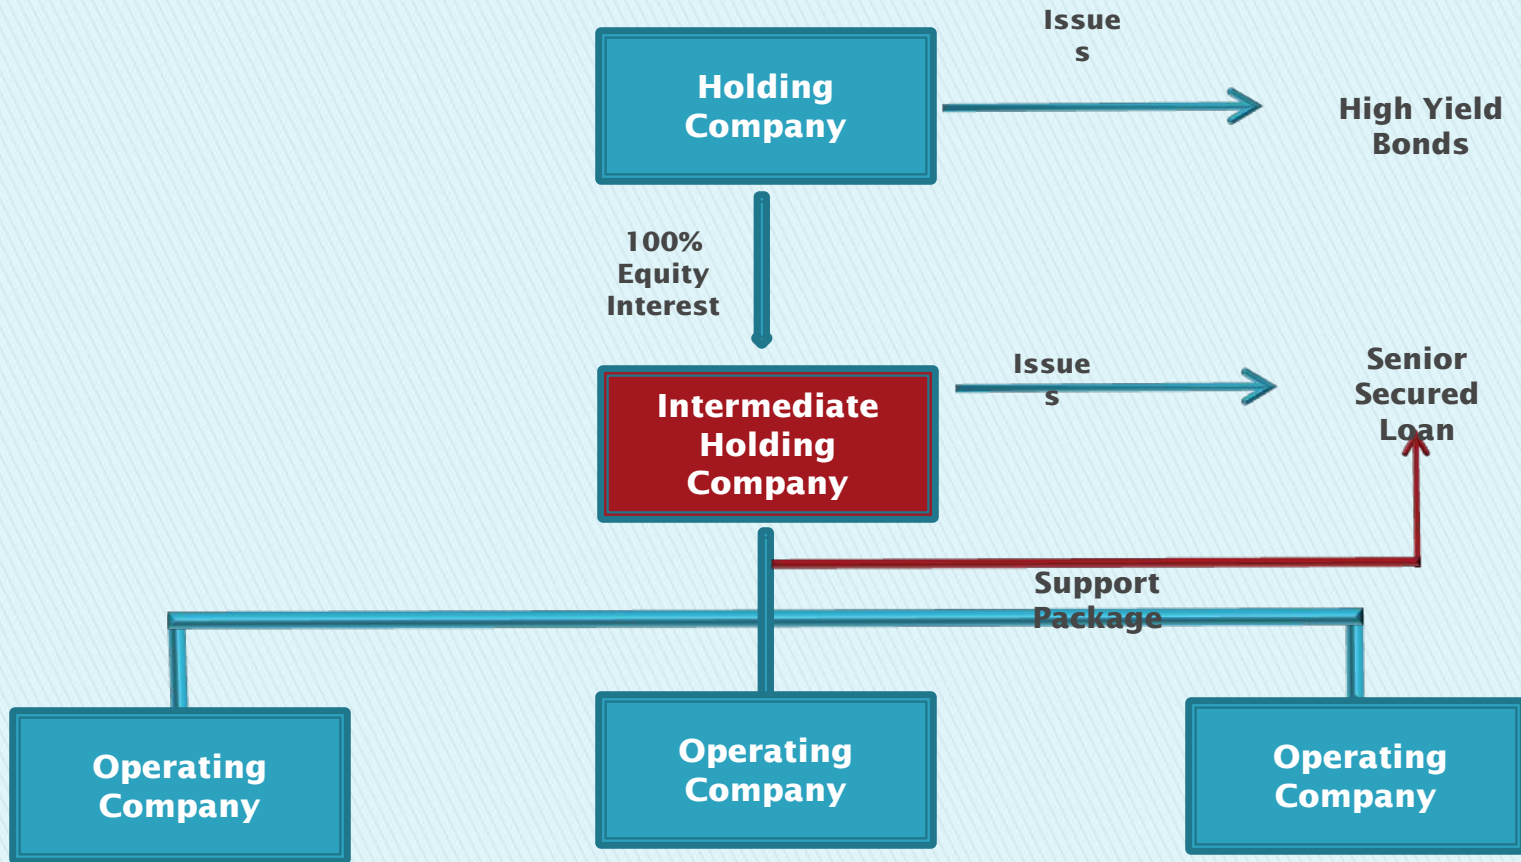 Issue
s
Holding
Company
High Yield
Bonds
100%
Equity
Interest
Issue
s
Senior
Secured
Loan
Intermediate
Holding
Company
Support
Package
Operating
Company
Operating
Company
Operating
Company